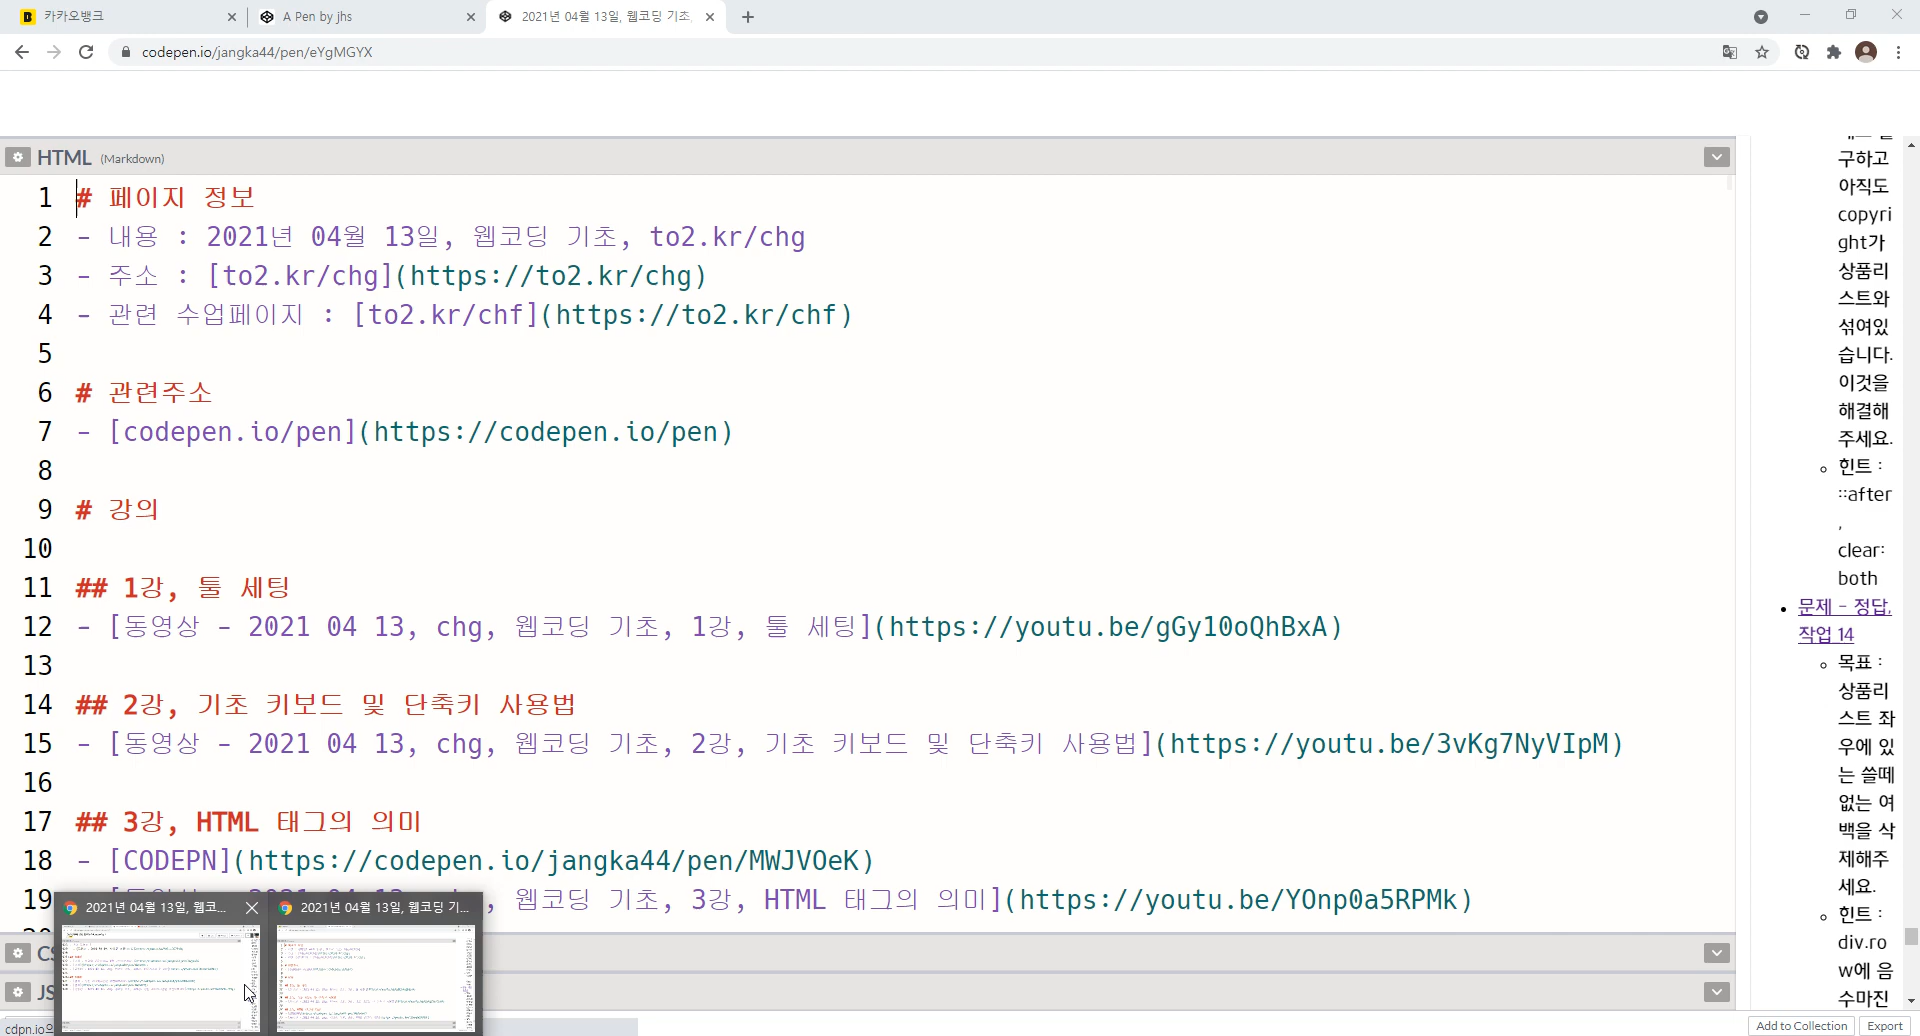 카카오뱅크
A Pen by jhs
2021년 04월 13일, 웹코딩 기초,
codepen.io/jangka44/pen/eYgMGYX
HTML (Markdown)
1 # 페이지 정보
2 - 내용 : 2021년 04월 13일, 웹코딩 기초, to2.kr/chg
3 - 주소 : [to2.kr/chg](https://to2.kr/chg)
4 - 관련 수업페이지 : [to2.kr/chf](https://to2.kr/chf)
5
6 # 관련주소
7 - [codepen.io/pen](https://codepen.io/pen)
8
9 # 강의
10
11 ## 1강, 툴 세팅
12 - [동영상 - 2021 04 13, chg, 웹코딩 기초, 1강, 툴 세팅](https://youtu.be/gGy10oQhBxA)
13
14 ## 2강, 기초 키보드 및 단축키 사용법
15 - [동영상 - 2021 04 13, chg, 웹코딩 기초, 2강, 기초 키보드 및 단축키 사용법](https://youtu.be/3vKg7NyVIpM)
16
17 ## 3강, HTML 태그의 의미
18 - [CODEPN](https://codepen.io/jangka44/pen/MWJVOeK)
19 , 웹코딩 기초, 3강, HTML 태그의 의미](https://youtu.be/YOnp0a5RPMk)
2021년 04월 13일, 웹코...
2021년 04월 13일, 웹코딩 기...
CS
JS
cdpn.io의
구하고
아직도
copyri
ght가
상품리
스트와
섞여있
습니다.
이것을
해결해
주세요.
힌트 :
::after
,
clear:
both
문제 - 정답,
작업 14
목표 :
상품리
스트 좌
우에 있
는 쓸떼
없는 여
백을 삭
제해주
세요.
힌트 :
div.ro
w에 음
수마진
Add to Collection
Export